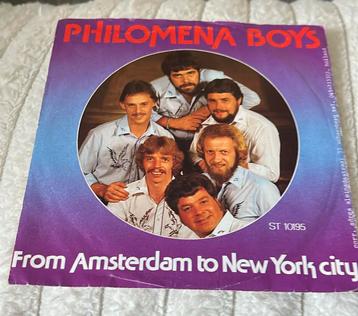 PHILOMENA BOYS
ST 10195
From Amsterdam to New York city